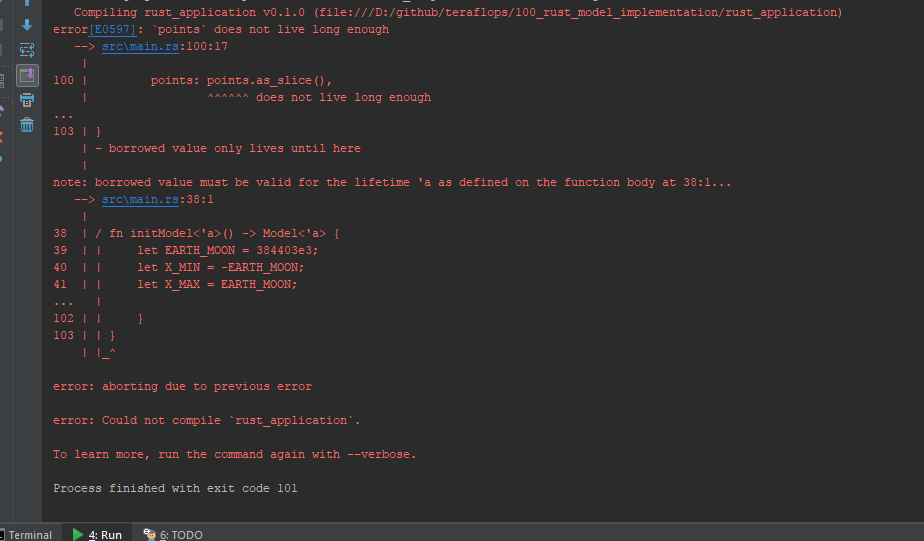 Compiling rust_application v0.1.0 (file:///D:/github/teraflops/100_rust_model_implementation/rust_application)
error[E0597]: `points` does not live long enough
   --> src\main.rs:100:17
    |
100 |         points: points.as_slice(),
    |                 ^^^^^^ does not live long enough
...
103 | }
    | - borrowed value only lives until here
    |
note: borrowed value must be valid for the lifetime 'a as defined on the function body at 38:1...
   --> src\main.rs:38:1
    |
38  | / fn initModel<'a>() -> Model<'a> {
39  | |     let EARTH_MOON = 384403e3;
40  | |     let X_MIN = -EARTH_MOON;
41  | |     let X_MAX = EARTH_MOON;
...   |
102 | |     }
103 | | }
    | |_^
error: aborting due to previous error
error: Could not compile `rust_application`.
To learn more, run the command again with --verbose.
Process finished with exit code 101
Terminal 4: Run 6: TODO